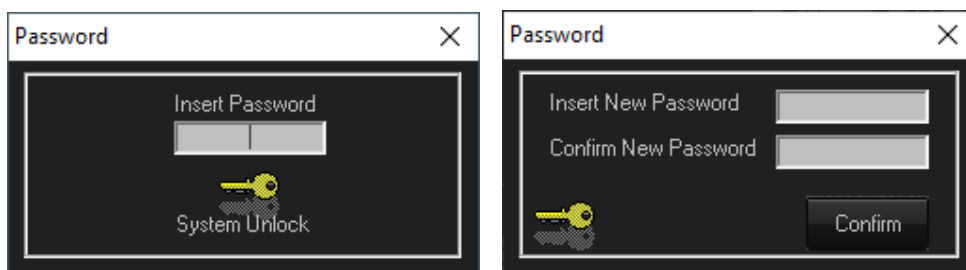 Password
Insert Password
System Unlock
Password
Insert New Password
Confirm New Password
Confirm